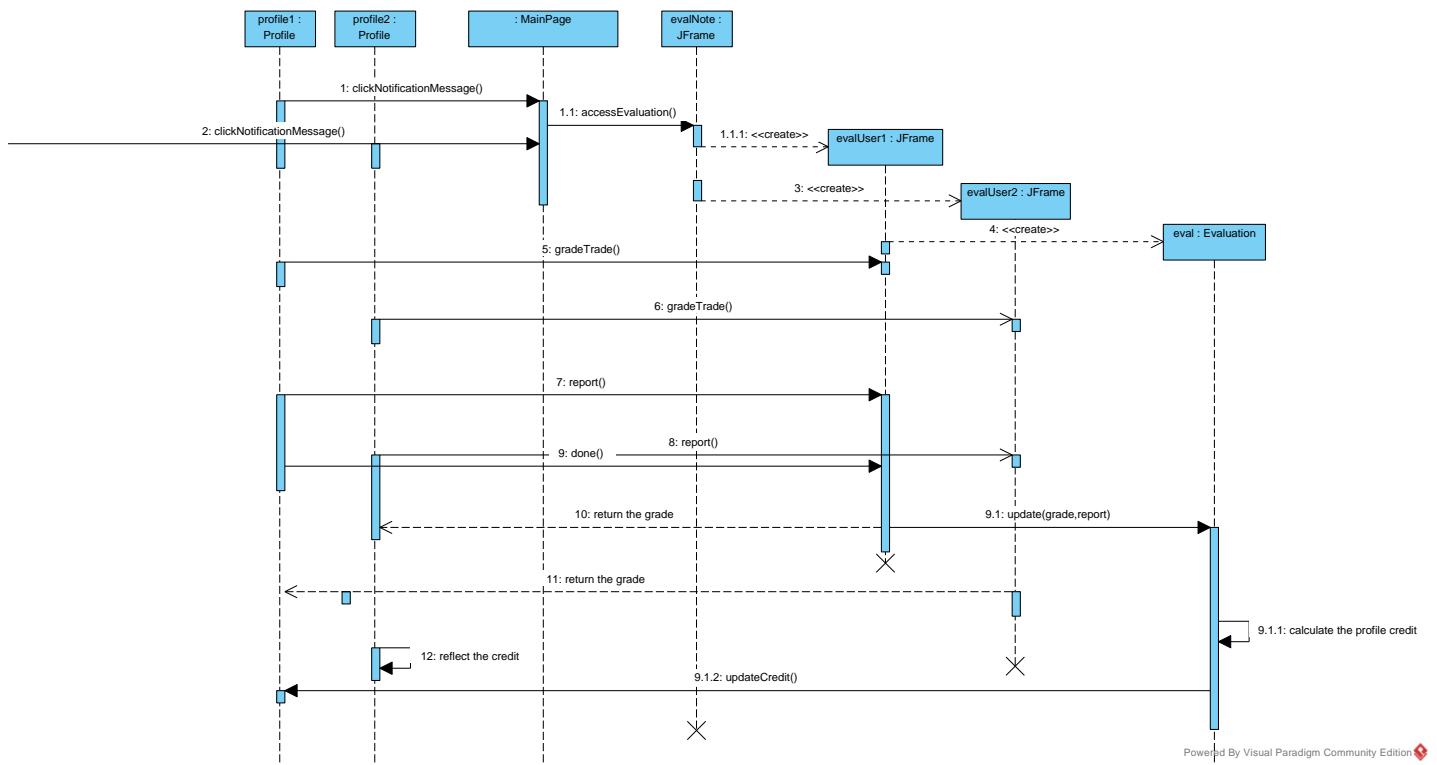 profile1 :
Profile
profile2 :
Profile
: MainPage
evalNote :
JFrame
1: clickNotificationMessage()
1.1: accessEvaluation()
2: clickNotificationMessage()
1.1.1: <<create>>
evalUser1 : JFrame
3: <<create>>
evalUser2 : JFrame
4: <<create>>
eval : Evaluation
5: gradeTrade()
6: gradeTrade()
7: report()
8: report()
9: done()
10: return the grade
9.1: update(grade,report)
11: return the grade
9.1.1: calculate the profile credit
12: reflect the credit
9.1.2: updateCredit()
Powered By Visual Paradigm Community Edition